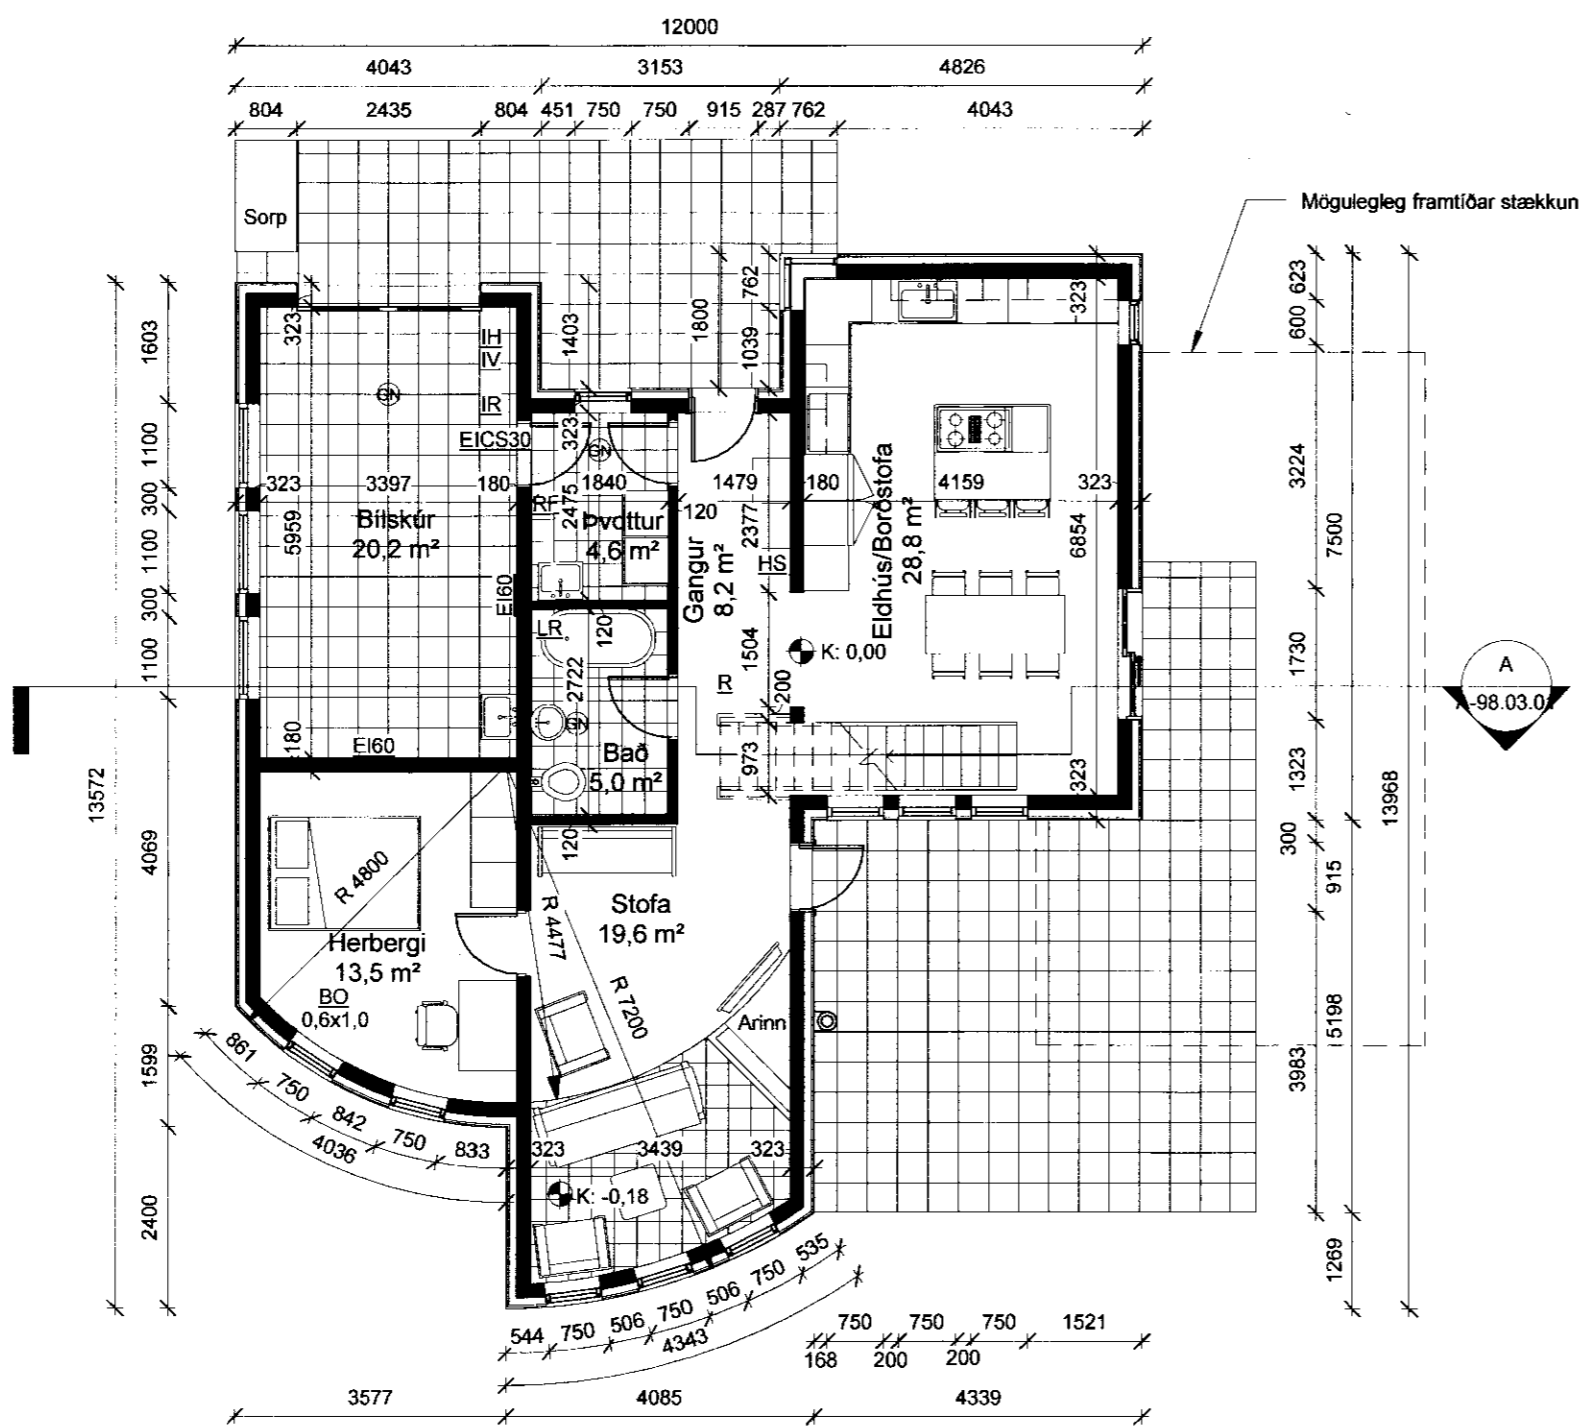 12000
4043 3153 4826
804 2435 804 451 750 750 915 287 762 4043
Sorp
Mögulegleg framtíðar stækkun
762
323
623
323
1603
1403
1800
1039
600
IH
IV
GN
IR
EICS30
323
GN
1100
3224
7500
323 3397 180 1840 1479 180 4159 323
300
RF
2475
120
2377
Bílskúr
20,2 m²
5959
Þvottur
4,6 m²
Gangur
8,2 m²
HS
Eldhús/Borðstofa
28,8 m²
6854
1100
300
EI60
LR
120
1504
K: 0,00
1100
2722
IR
200
1730
A
A-98.03.01
GN
180
EI60
Bað
5,0 m²
973
323
1323
13572
13968
4069
120
300
915
R 4800
R 4477
Stofa
19,6 m²
Herbergi
13,5 m²
BO
0,6x1,0
R 7200
Arinn
5198
1599
3983
861
750
842
750
833
4036
323 3439 323
K: -0,18
2400
1269
544
750
506
750
506
750
535
4343
750 750 750 1521
168 200 200
3577 4085 4339